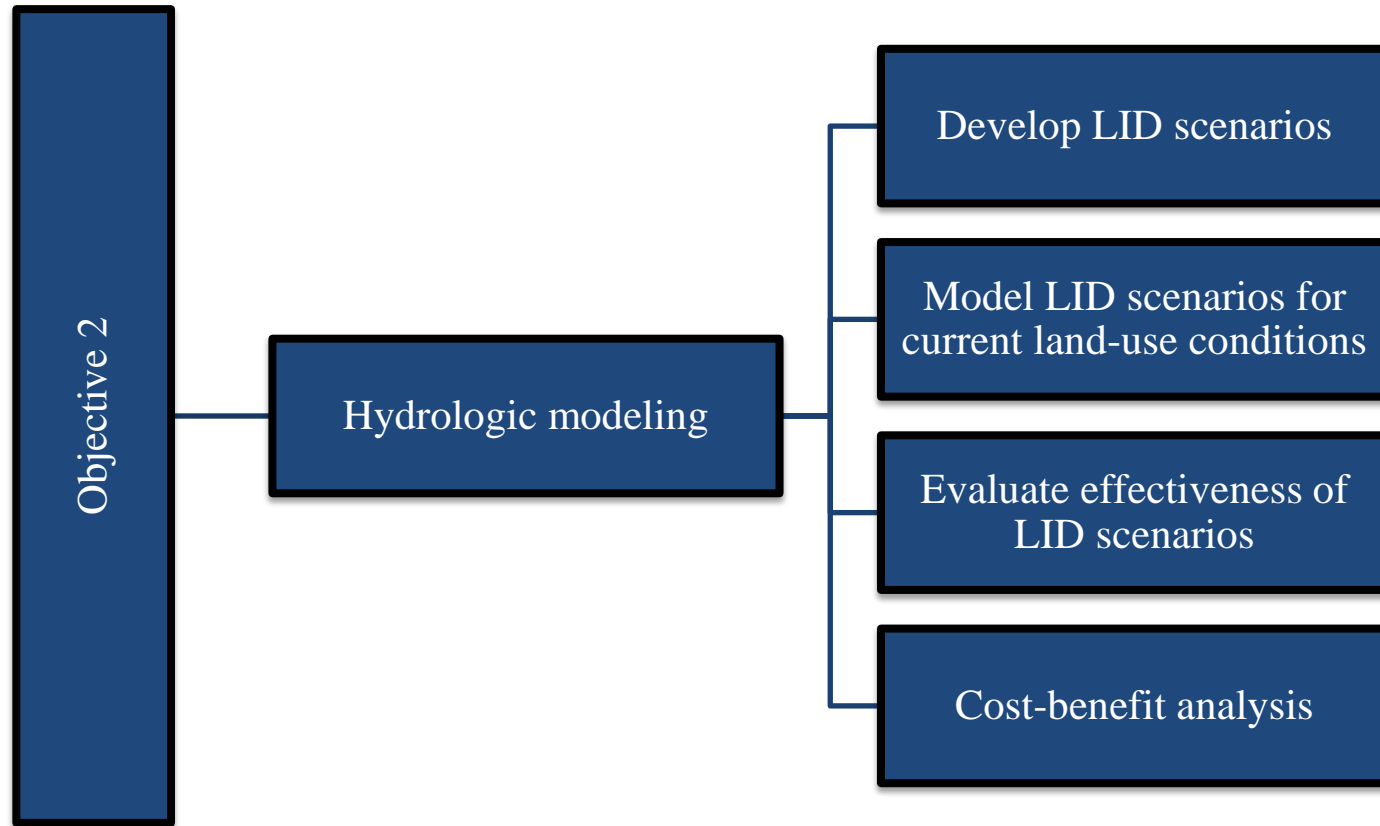 Objective 2
Hydrologic modeling
Develop LID scenarios
Model LID scenarios for
current land-use conditions
Evaluate effectiveness of
LID scenarios
Cost-benefit analysis